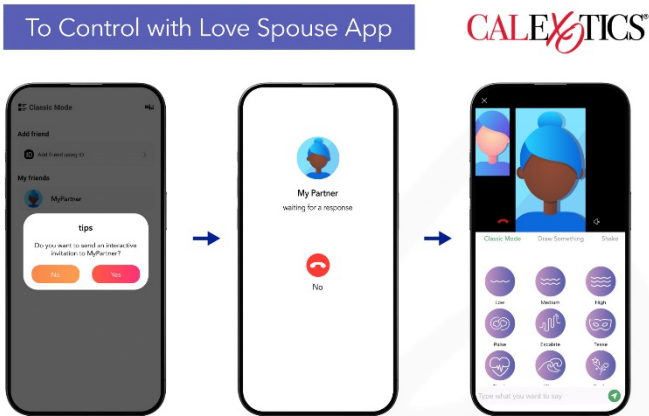 To Control with Love Spouse App
CALEXOTICS®
Classic Mode
Add friend
Add friend using ID
My friends
MyPartner
tips
Do you want to send an interactive
invitation to MyPartner?
No
Yes
My Partner
waiting for a response
No
Classic Mode
Draw Something
Shake
Low
Medium
High
Pulse
Escalate
Tease
Type what you want to say